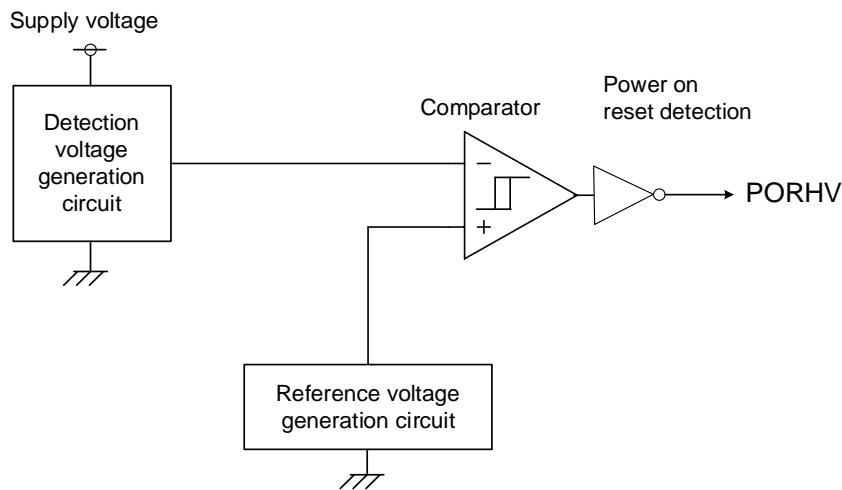 Supply voltage
Detection
voltage
generation
circuit
Comparator
Power on
reset detection
−
+
PORHV
Reference voltage
generation circuit